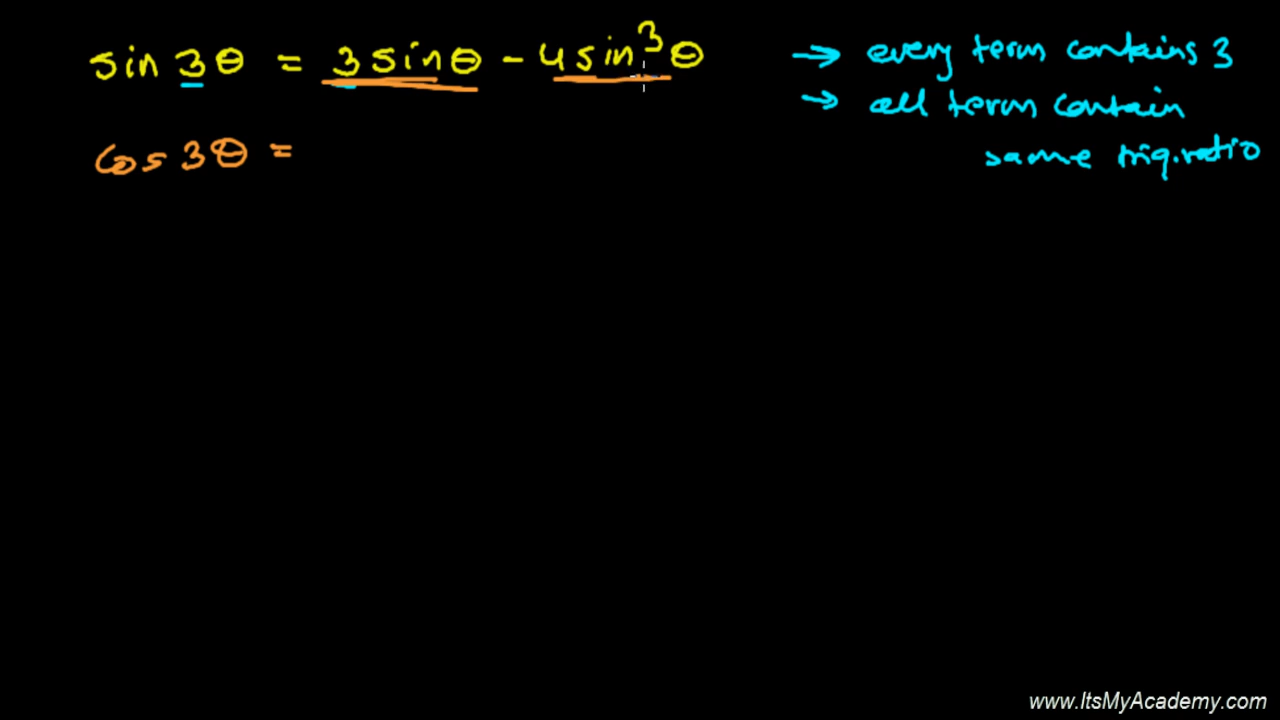 sin 3θ = 3 sinθ - 4 sin³θ → every term contains 3
→ all term contain
cos 3θ = same trig. ratio
www.ItsMyAcademy.com